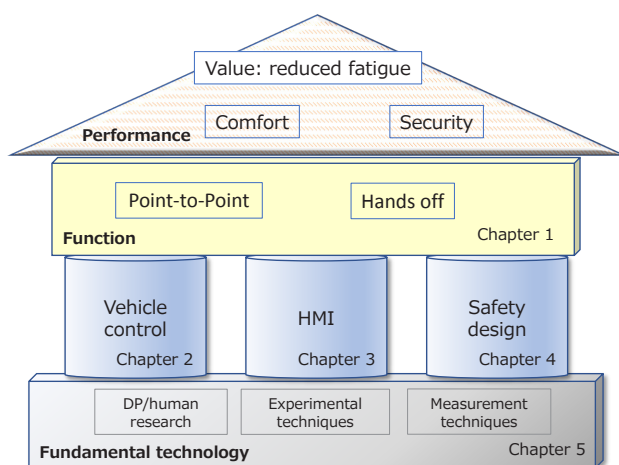 Value: reduced fatigue
Comfort
Security
Performance
Point-to-Point
Hands off
Function
Chapter 1
Vehicle
control
Chapter 2
HMI
Chapter 3
Safety
design
Chapter 4
DP/human
research
Experimental
techniques
Measurement
techniques
Fundamental technology
Chapter 5